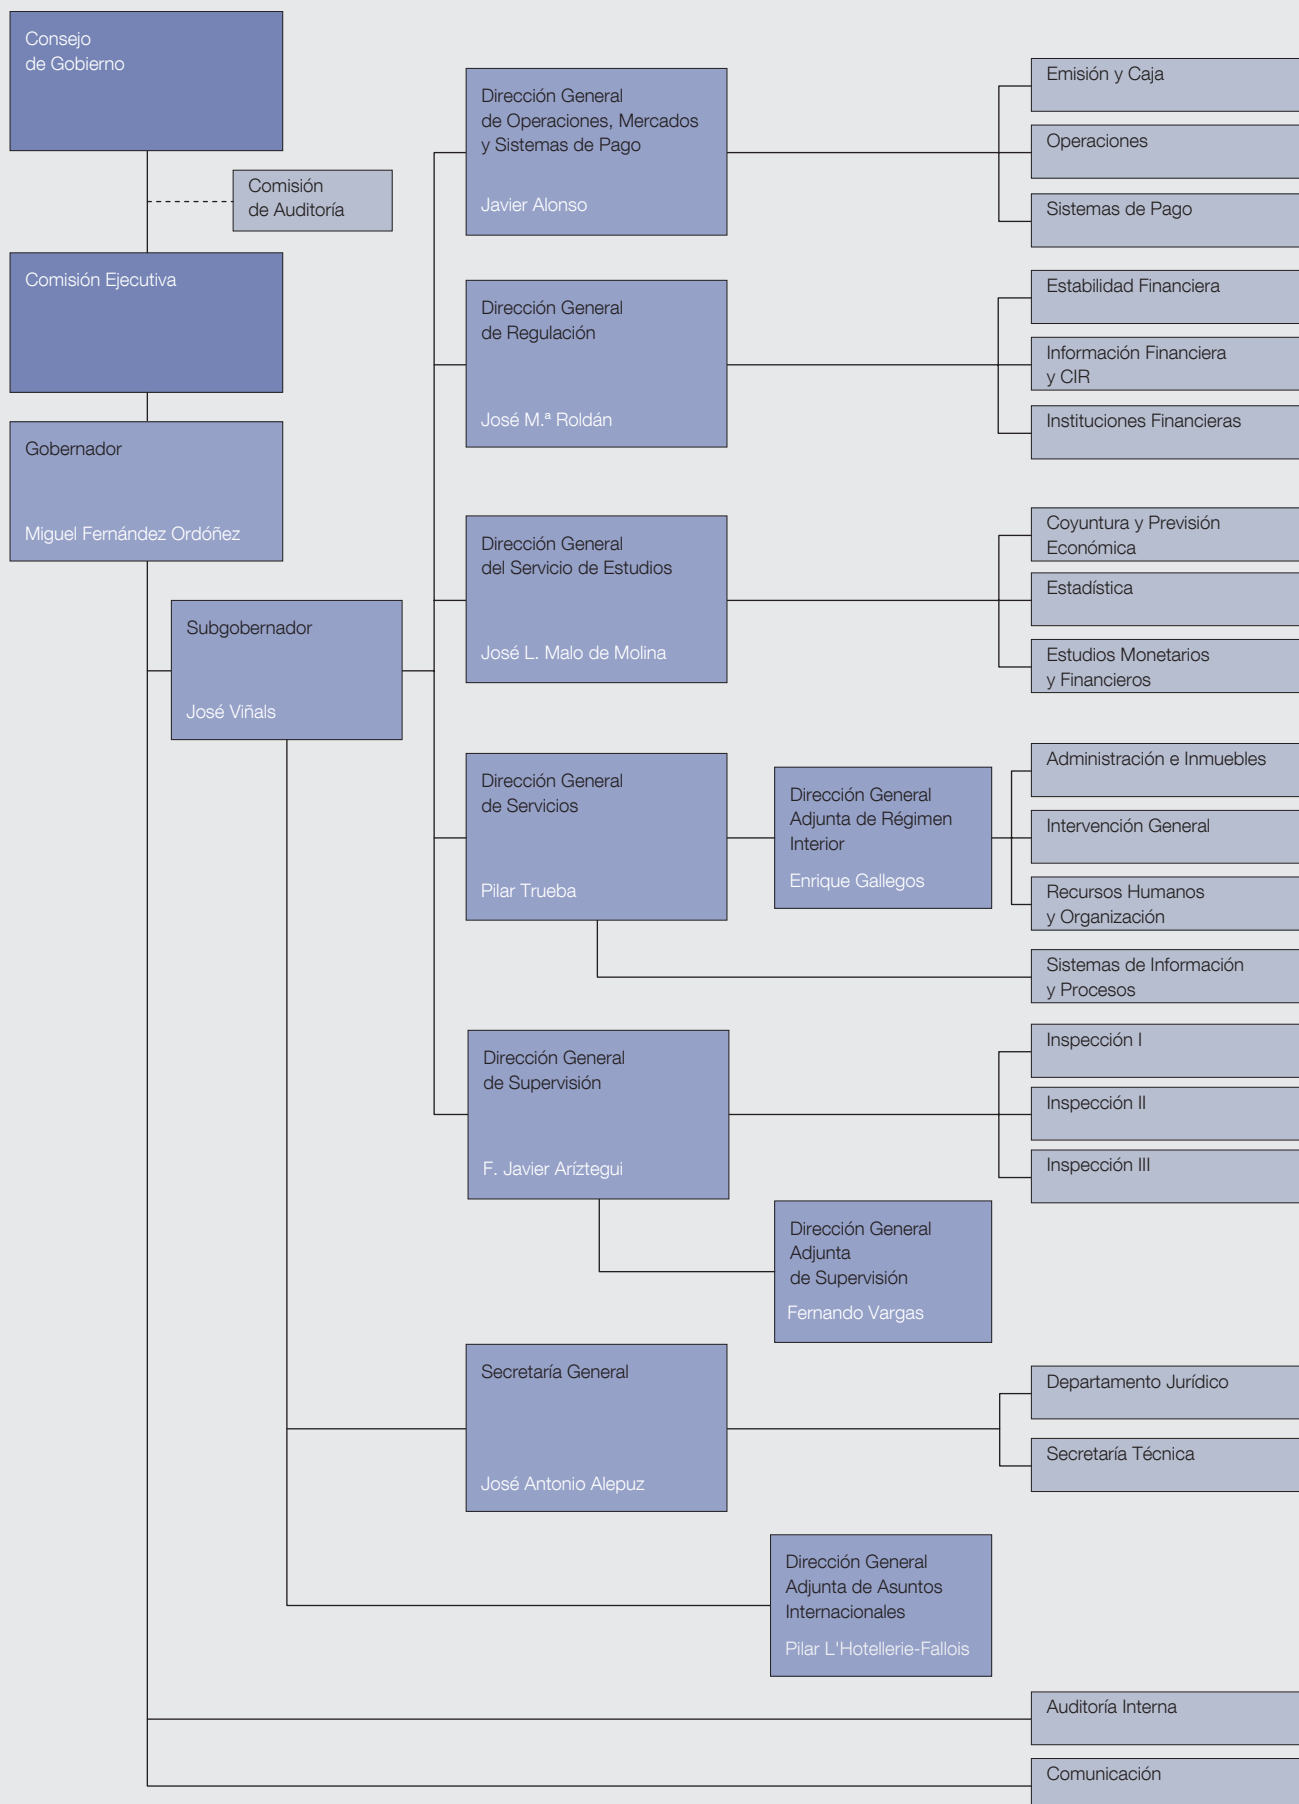 Consejo
de Gobierno
Comisión
de Auditoría
Comisión Ejecutiva
Gobernador
Miguel Fernández Ordóñez
Subgobernador
José Viñals
Dirección General
de Operaciones, Mercados
y Sistemas de Pago
Javier Alonso
Emisión y Caja
Operaciones
Sistemas de Pago
Dirección General
de Regulación
José M.ª Roldán
Estabilidad Financiera
Información Financiera
y CIR
Instituciones Financieras
Dirección General
del Servicio de Estudios
José L. Malo de Molina
Coyuntura y Previsión
Económica
Estadística
Estudios Monetarios
y Financieros
Dirección General
de Servicios
Pilar Trueba
Dirección General
Adjunta de Régimen
Interior
Enrique Gallegos
Administración e Inmuebles
Intervención General
Recursos Humanos
y Organización
Sistemas de Información
y Procesos
Dirección General
de Supervisión
F. Javier Aríztegui
Inspección I
Inspección II
Inspección III
Dirección General
Adjunta
de Supervisión
Fernando Vargas
Secretaría General
José Antonio Alepuz
Departamento Jurídico
Secretaría Técnica
Dirección General
Adjunta de Asuntos
Internacionales
Pilar L'Hotellerie-Fallois
Auditoría Interna
Comunicación